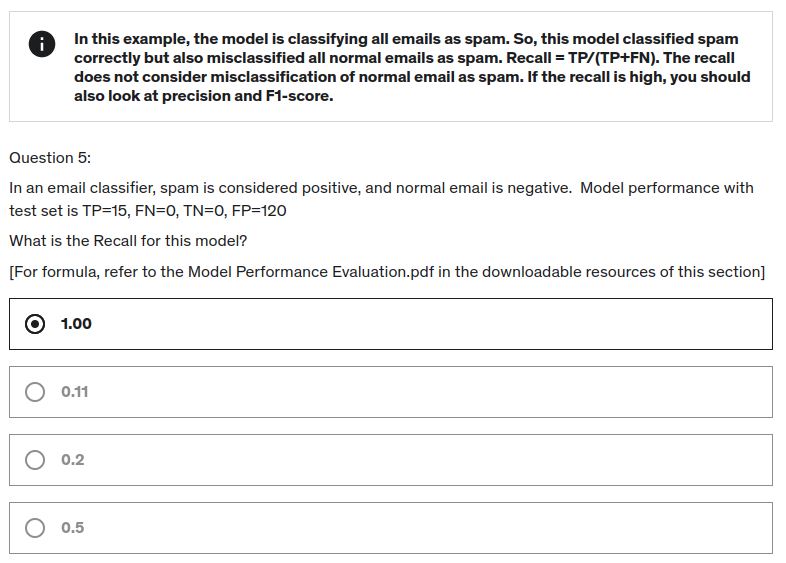 In this example, the model is classifying all emails as spam. So, this model classified spam
correctly but also misclassified all normal emails as spam. Recall = TP/(TP+FN). The recall
does not consider misclassification of normal email as spam. If the recall is high, you should
also look at precision and F1-score.
Question 5:
In an email classifier, spam is considered positive, and normal email is negative.  Model performance with
test set is TP=15, FN=0, TN=0, FP=120
What is the Recall for this model?
[For formula, refer to the Model Performance Evaluation.pdf in the downloadable resources of this section]
1.00
0.11
0.2
0.5